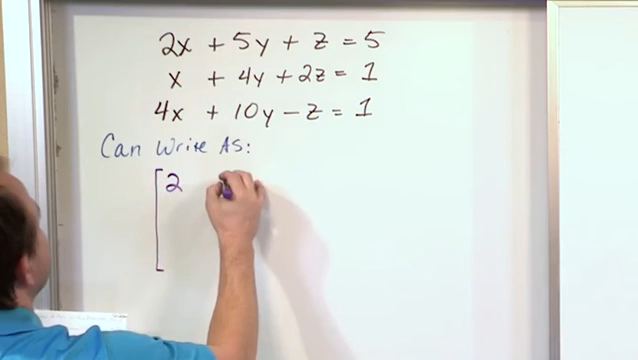 2x + 5y + z = 5
x + 4y + 2z = 1
4x + 10y - z = 1
Can Write As:
[2